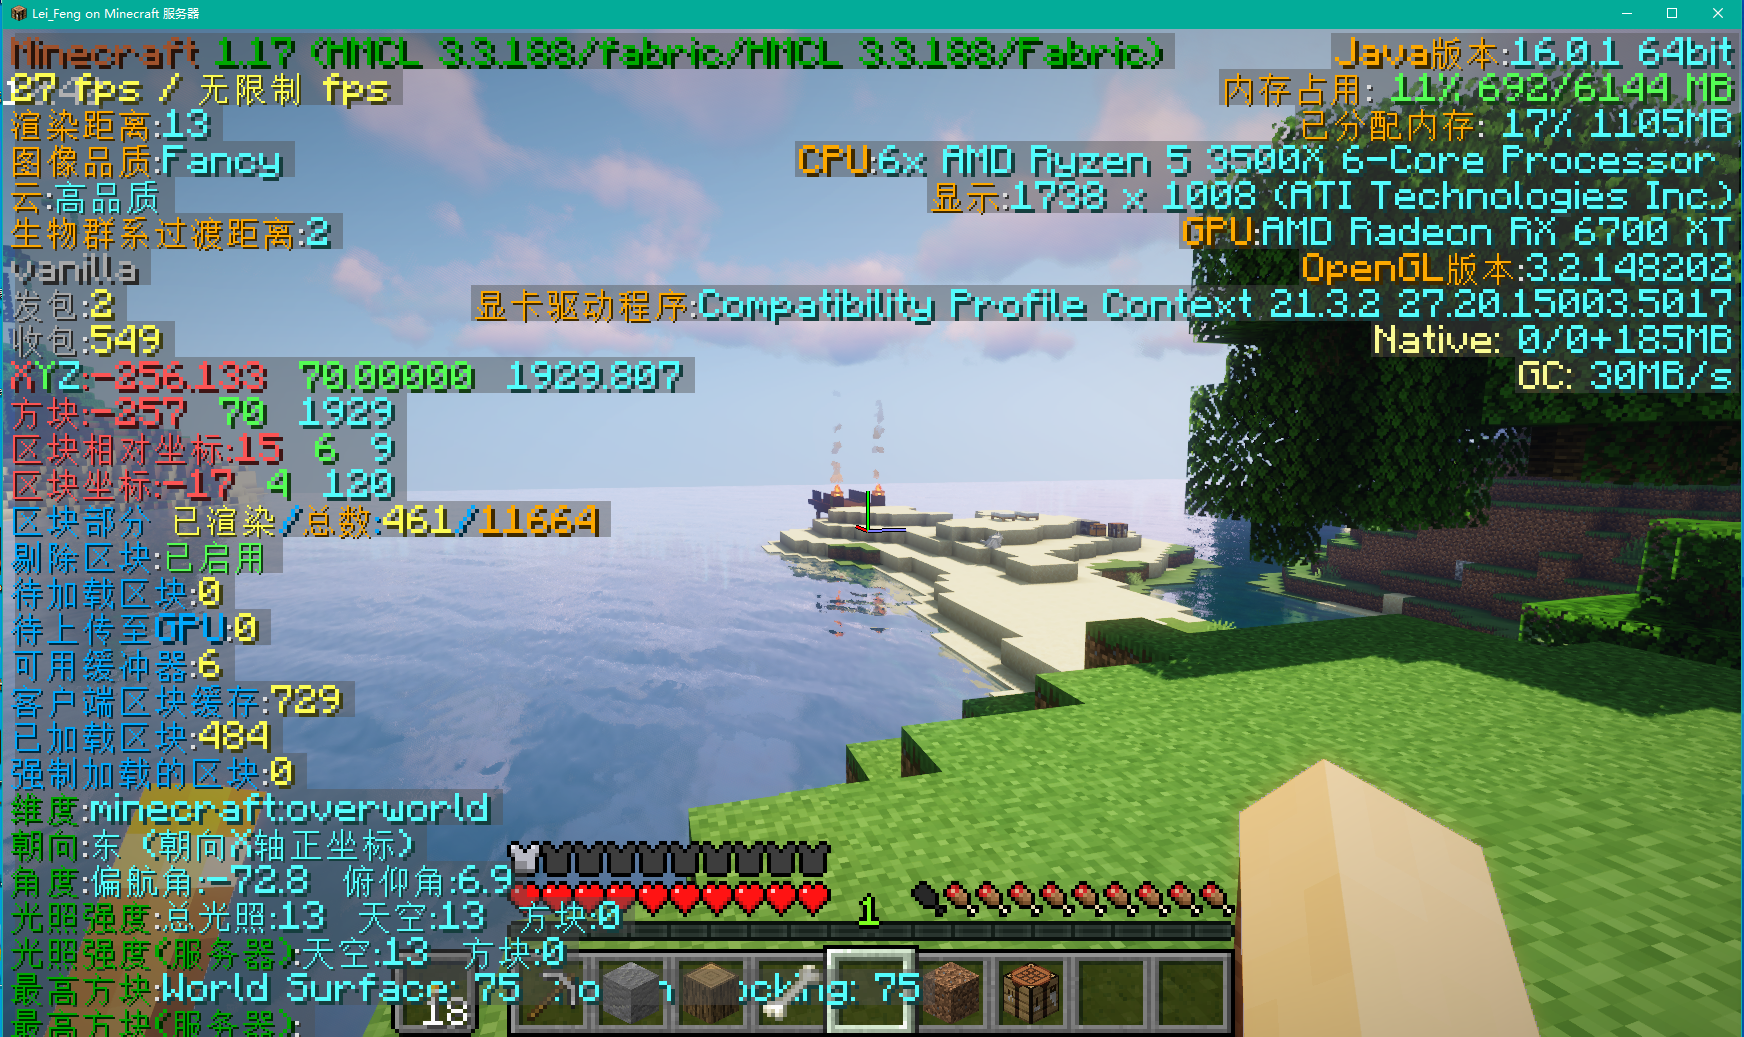 Lei_Feng on Minecraft 服务器
Minecraft 1.17 (HMCL 3.3.188/fabric/HMCL 3.3.188/Fabric)
27 fps / 无限制 fps
渲染距离:13
图像品质:Fancy
云:高品质
生物群系过渡距离:2
vanilla
发包:2
收包:549
XYZ:-256.133 70.00000 1929.807
方块:-257 70 1929
区块相对坐标:15 6 9
区块坐标:-17 4 120
区块部分 已渲染/总数:461/11664
剔除区块:已启用
待加载区块:0
待上传至GPU:0
可用缓冲器:6
客户端区块缓存:729
已加载区块:484
强制加载的区块:0
维度:minecraft:overworld
朝向:东 (朝向X轴正坐标)
角度:偏航角:-72.8 俯仰角:6.9
光照强度:总光照:13 天空:13 方块:0
光照强度(服务器):天空:13 方块:0
最高方块:World Surface: 75 75
最高方块(服务器):
Java版本:16.0.1 64bit
内存占用: 11% 692/6144 MB
已分配内存: 17% 1105MB
CPU:6x AMD Ryzen 5 3500X 6-Core Processor
显示:1738 x 1008 (ATI Technologies Inc.)
GPU:AMD Radeon RX 6700 XT
OpenGL版本:3.2.148202
显卡驱动程序:Compatibility Profile Context 21.3.2 27.20.15003.5017
Native: 0/0+185MB
GC: 30MB/s
1
18